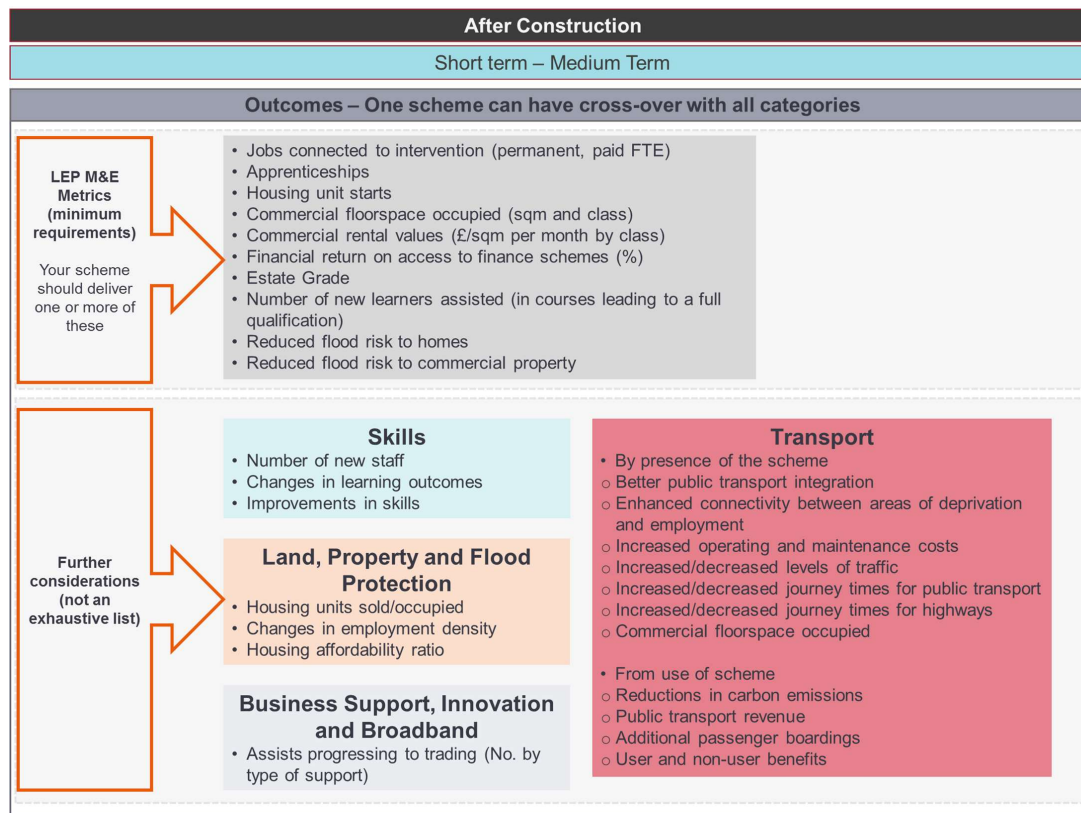 After Construction
Short term – Medium Term
Outcomes – One scheme can have cross-over with all categories
LEP M&E
Metrics
(minimum
requirements)
Your scheme
should deliver
one or more of
these
• Jobs connected to intervention (permanent, paid FTE)
• Apprenticeships
• Housing unit starts
• Commercial floorspace occupied (sqm and class)
• Commercial rental values (£/sqm per month by class)
• Financial return on access to finance schemes (%)
• Estate Grade
• Number of new learners assisted (in courses leading to a full
qualification)
• Reduced flood risk to homes
• Reduced flood risk to commercial property
Further
considerations
(not an
exhaustive list)
Skills
• Number of new staff
• Changes in learning outcomes
• Improvements in skills
Land, Property and Flood
Protection
• Housing units sold/occupied
• Changes in employment density
• Housing affordability ratio
Business Support, Innovation
and Broadband
• Assists progressing to trading (No. by
type of support)
Transport
• By presence of the scheme
o Better public transport integration
o Enhanced connectivity between areas of deprivation
and employment
o Increased operating and maintenance costs
o Increased/decreased levels of traffic
o Increased/decreased journey times for public transport
o Increased/decreased journey times for highways
o Commercial floorspace occupied
• From use of scheme
o Reductions in carbon emissions
o Public transport revenue
o Additional passenger boardings
o User and non-user benefits